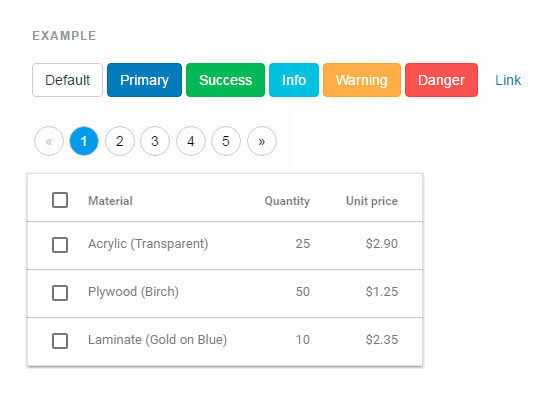 EXAMPLE
Default Primary Success Info Warning Danger Link
« 1 2 3 4 5 »
Material Quantity Unit price
Acrylic (Transparent) 25 $2.90
Plywood (Birch) 50 $1.25
Laminate (Gold on Blue) 10 $2.35